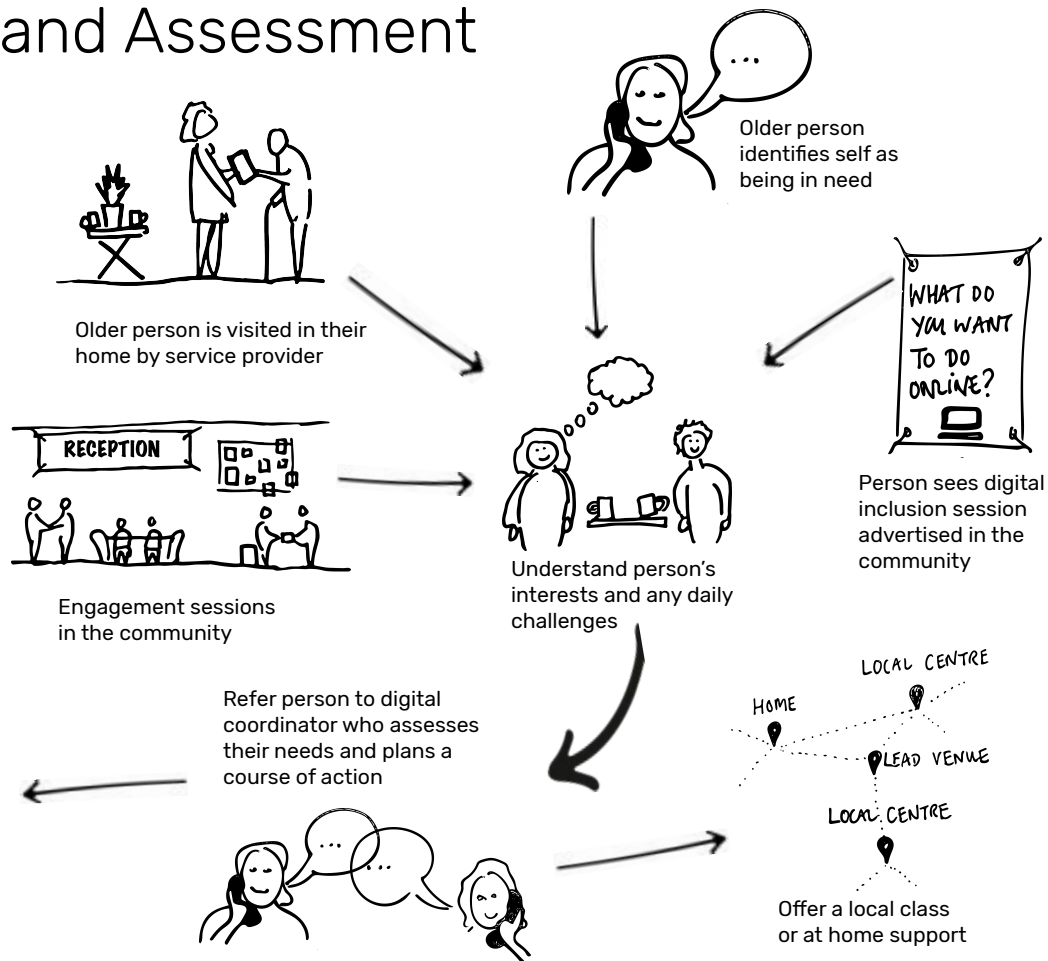 and Assessment
...
Older person
identifies self as
being in need
Older person is visited in their
home by service provider
WHAT DO
YOU WANT
TO DO
ONLINE?
RECEPTION
Person sees digital
inclusion session
advertised in the
community
Understand person's
interests and any daily
challenges
Engagement sessions
in the community
Refer person to digital
coordinator who assesses
their needs and plans a
course of action
...
...
LOCAL CENTRE
HOME
LEAD VENUE
LOCAL CENTRE
Offer a local class
or at home support